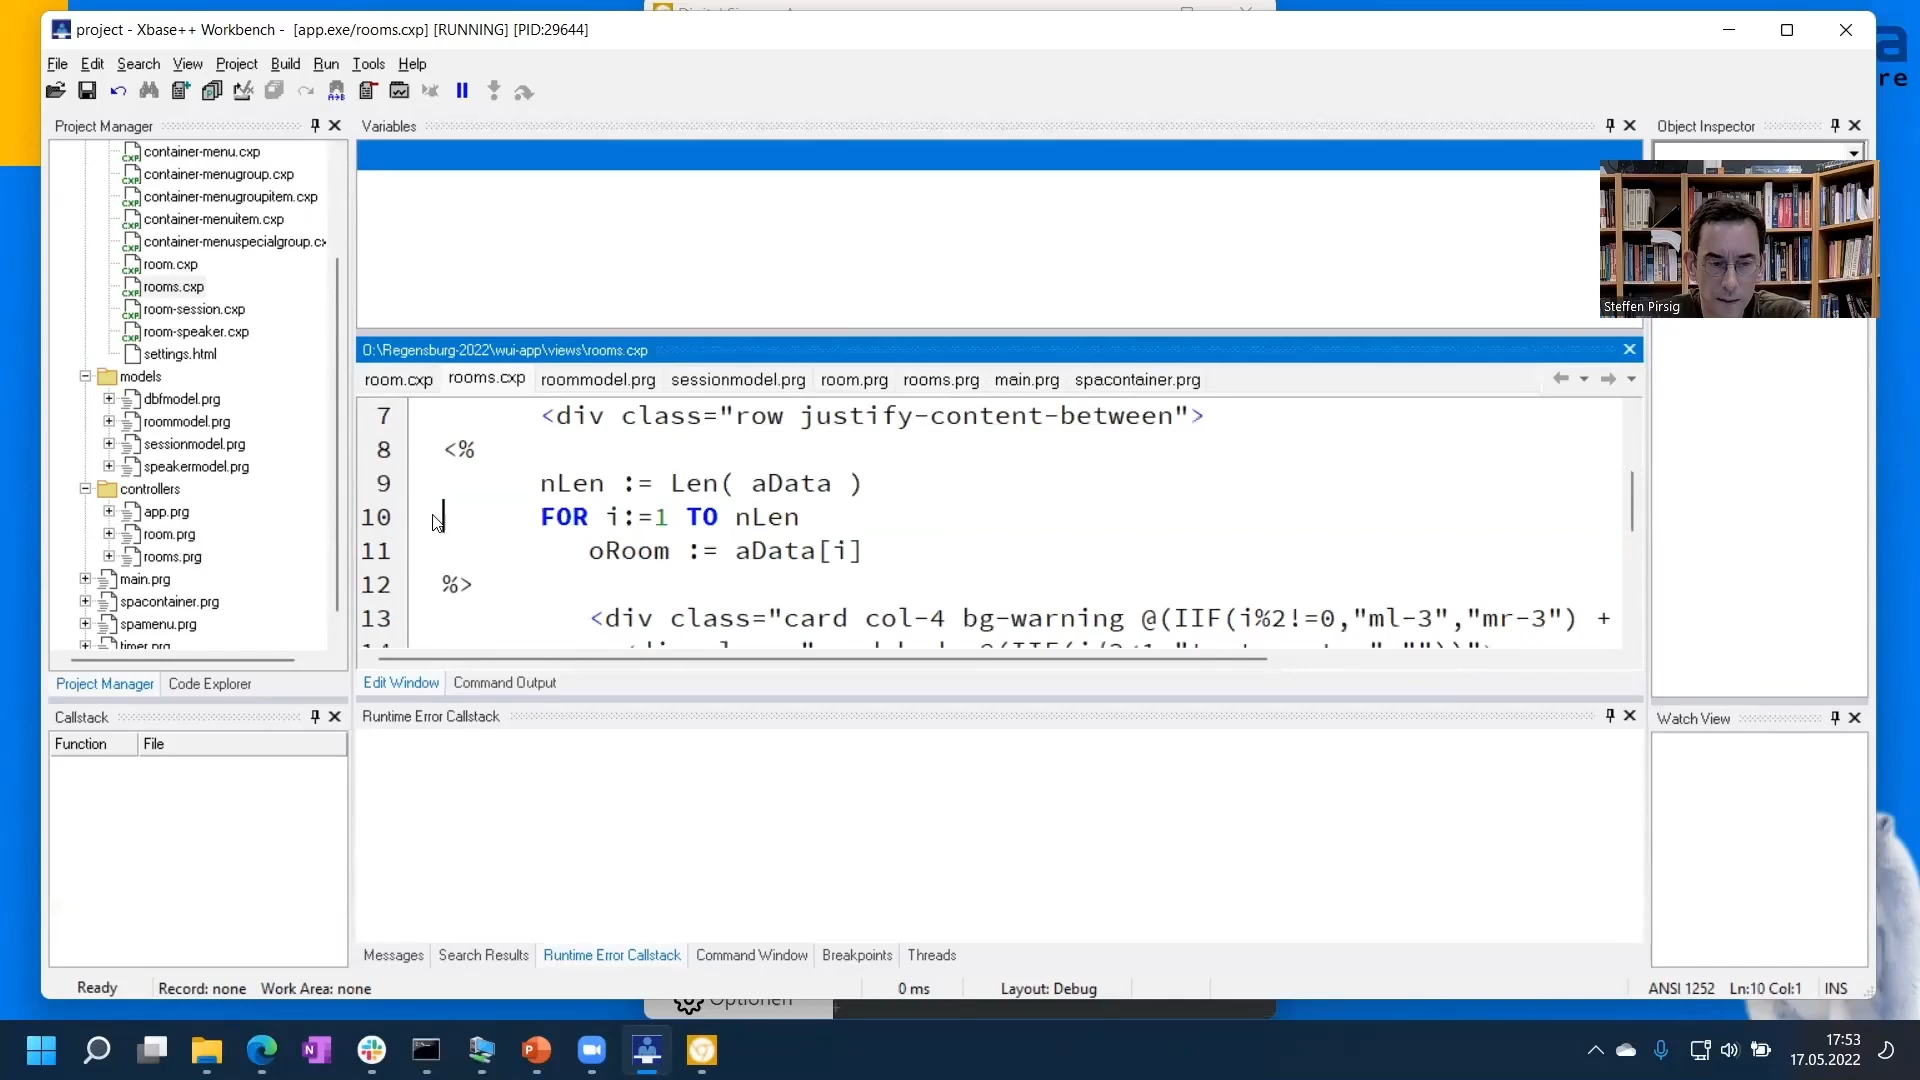 project - Xbase++ Workbench - [app.exe/rooms.cxp] [RUNNING] [PID:29644]
re
File Edit Search View Project Build Run Tools Help
Project Manager
Variables
Object Inspector
container-menu.cxp
container-menugroup.cxp
container-menugroupitem.cxp
container-menuitem.cxp
container-menuspecialgroup.cx
room.cxp
rooms.cxp
room-session.cxp
room-speaker.cxp
settings.html
models
dbfmodel.prg
roommodel.prg
sessionmodel.prg
speakermodel.prg
controllers
app.prg
room.prg
rooms.prg
main.prg
spacontainer.prg
spamenu.prg
timer.prg
Project Manager Code Explorer
Steffen Pirsig
O:\Regensburg-2022\wui-app\views\rooms.cxp
room.cxp rooms.cxp roommodel.prg sessionmodel.prg room.prg rooms.prg main.prg spacontainer.prg
7 <div class="row justify-content-between">
8 <%
9 nLen := Len( aData )
10 FOR i:=1 TO nLen
11 oRoom := aData[i]
12 %>
13 <div class="card col-4 bg-warning @(IIF(i%2!=0,"ml-3","mr-3") +
Edit Window Command Output
Callstack
Function File
Runtime Error Callstack
Watch View
Messages Search Results Runtime Error Callstack Command Window Breakpoints Threads
Ready Record: none Work Area: none 0 ms Layout: Debug ANSI 1252 Ln:10 Col:1 INS
Optionen
17:53
17.05.2022